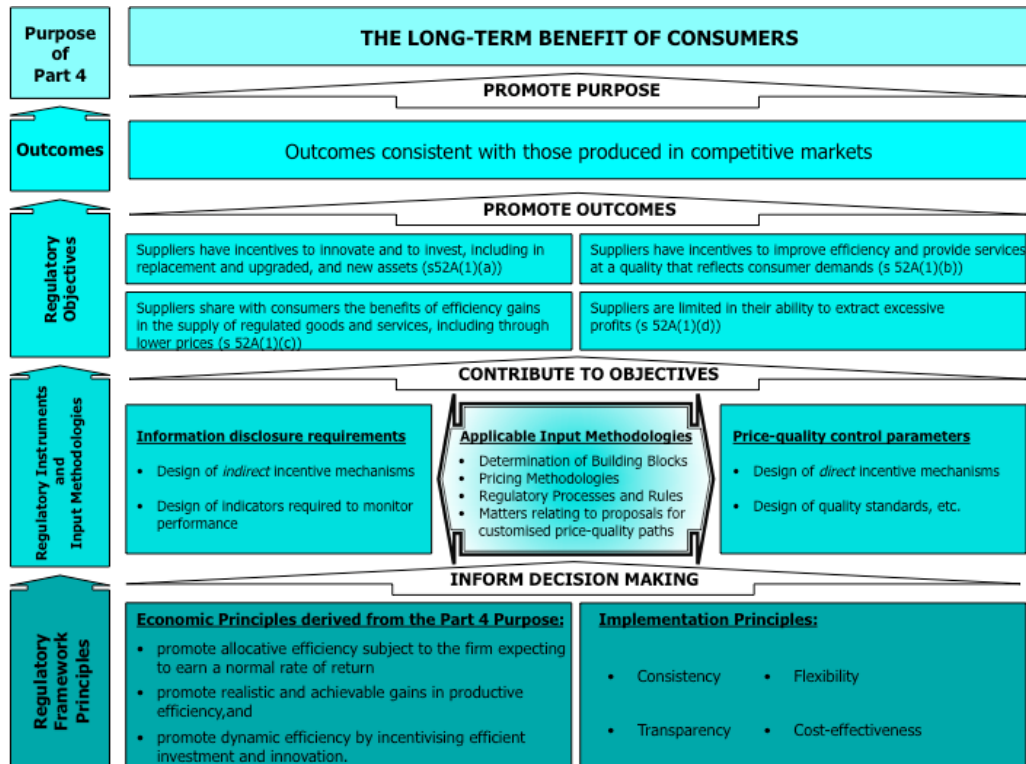 Purpose
of
Part 4
THE LONG-TERM BENEFIT OF CONSUMERS
PROMOTE PURPOSE
Outcomes
Outcomes consistent with those produced in competitive markets
PROMOTE OUTCOMES
Regulatory
Objectives
Suppliers have incentives to innovate and to invest, including in
replacement and upgraded, and new assets (s52A(1)(a))
Suppliers have incentives to improve efficiency and provide services
at a quality that reflects consumer demands (s 52A(1)(b))
Suppliers share with consumers the benefits of efficiency gains
in the supply of regulated goods and services, including through
lower prices (s 52A(1)(c))
Suppliers are limited in their ability to extract excessive
profits (s 52A(1)(d))
CONTRIBUTE TO OBJECTIVES
Regulatory Instruments
and
Input Methodologies
Information disclosure requirements
• Design of indirect incentive mechanisms
• Design of indicators required to monitor
performance
Applicable Input Methodologies
• Determination of Building Blocks
• Pricing Methodologies
• Regulatory Processes and Rules
• Matters relating to proposals for
customised price-quality paths
Price-quality control parameters
• Design of direct incentive mechanisms
• Design of quality standards, etc.
INFORM DECISION MAKING
Regulatory
Framework
Principles
Economic Principles derived from the Part 4 Purpose:
• promote allocative efficiency subject to the firm expecting
to earn a normal rate of return
• promote realistic and achievable gains in productive
efficiency,and
• promote dynamic efficiency by incentivising efficient
investment and innovation.
Implementation Principles:
• Consistency • Flexibility
• Transparency • Cost-effectiveness